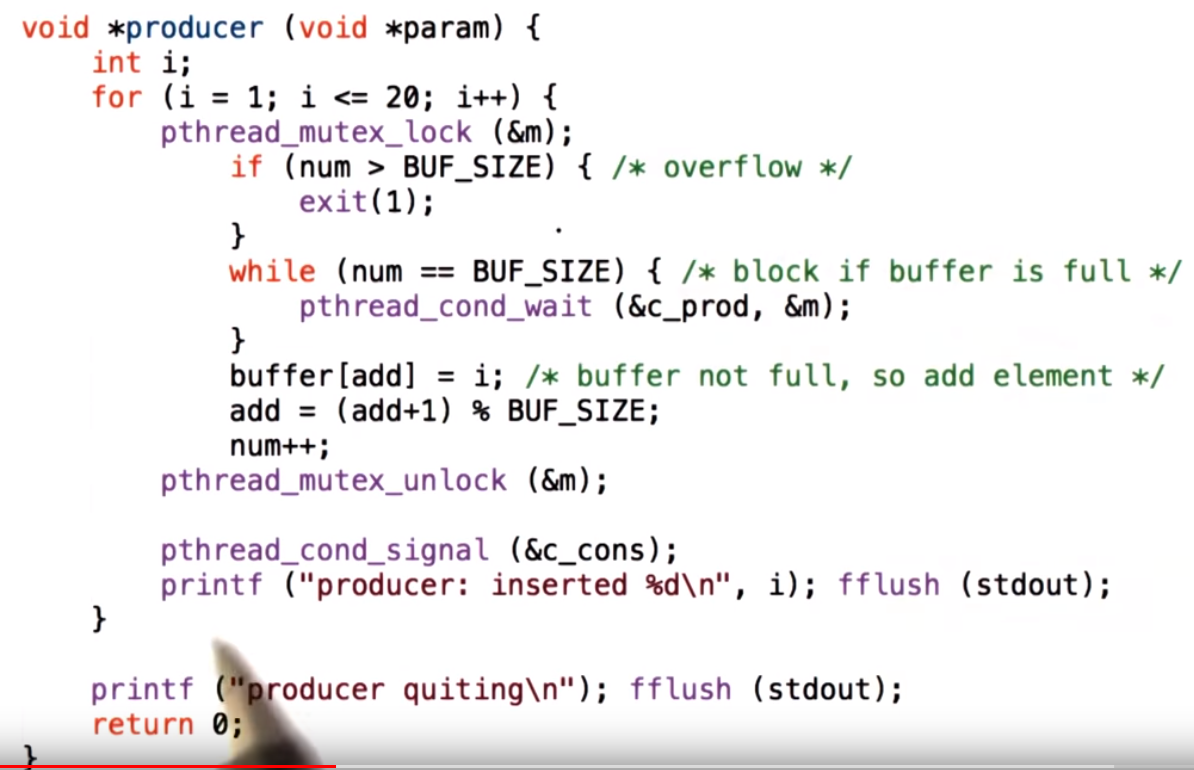 void *producer (void *param) {
    int i;
    for (i = 1; i <= 20; i++) {
        pthread_mutex_lock (&m);
            if (num > BUF_SIZE) { /* overflow */
                exit(1);
            }
            while (num == BUF_SIZE) { /* block if buffer is full */
                pthread_cond_wait (&c_prod, &m);
            }
            buffer[add] = i; /* buffer not full, so add element */
            add = (add+1) % BUF_SIZE;
            num++;
        pthread_mutex_unlock (&m);

        pthread_cond_signal (&c_cons);
        printf ("producer: inserted %d\n", i); fflush (stdout);
    }

    printf ("producer quiting\n"); fflush (stdout);
    return 0;
}